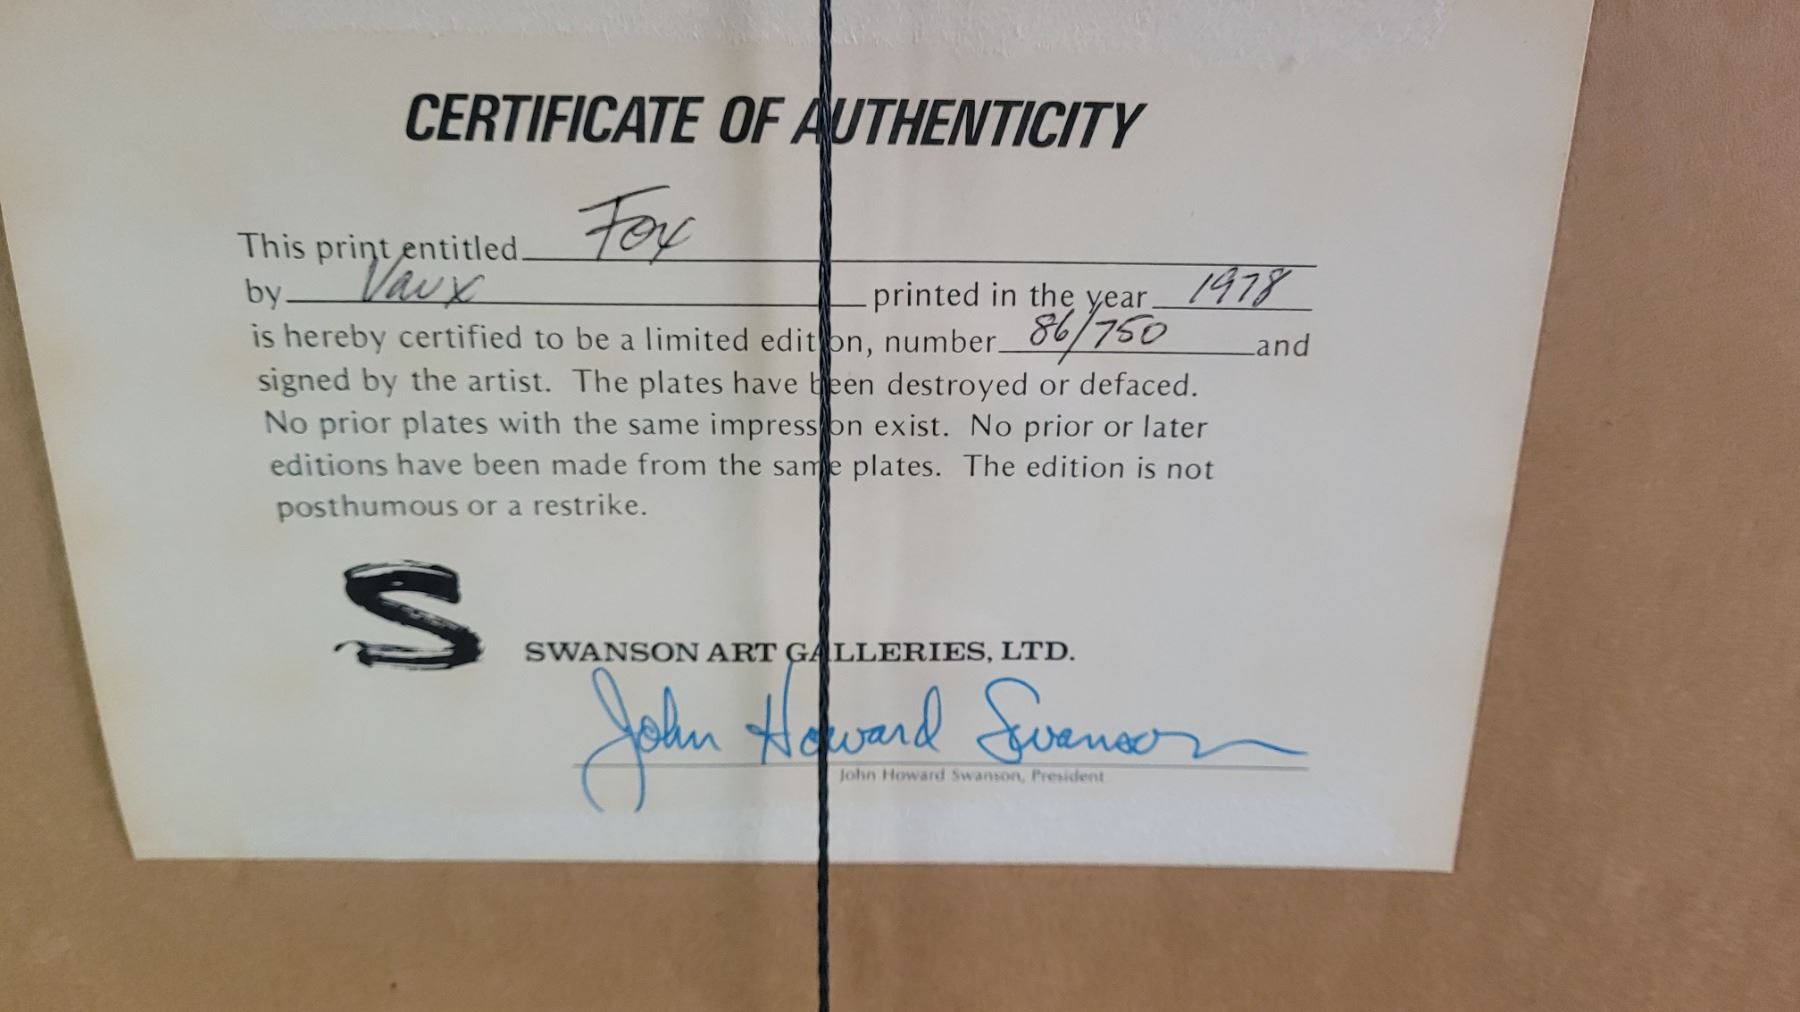 CERTIFICATE OF AUTHENTICITY
This print entitled Fox
by Vaux printed in the year 1978
is hereby certified to be a limited edition, number 86/750 and
signed by the artist. The plates have been destroyed or defaced.
No prior plates with the same impression exist. No prior or later
editions have been made from the same plates. The edition is not
posthumous or a restrike.
S
SWANSON ART GALLERIES, LTD.
John Howard Swanson
John Howard Swanson, President